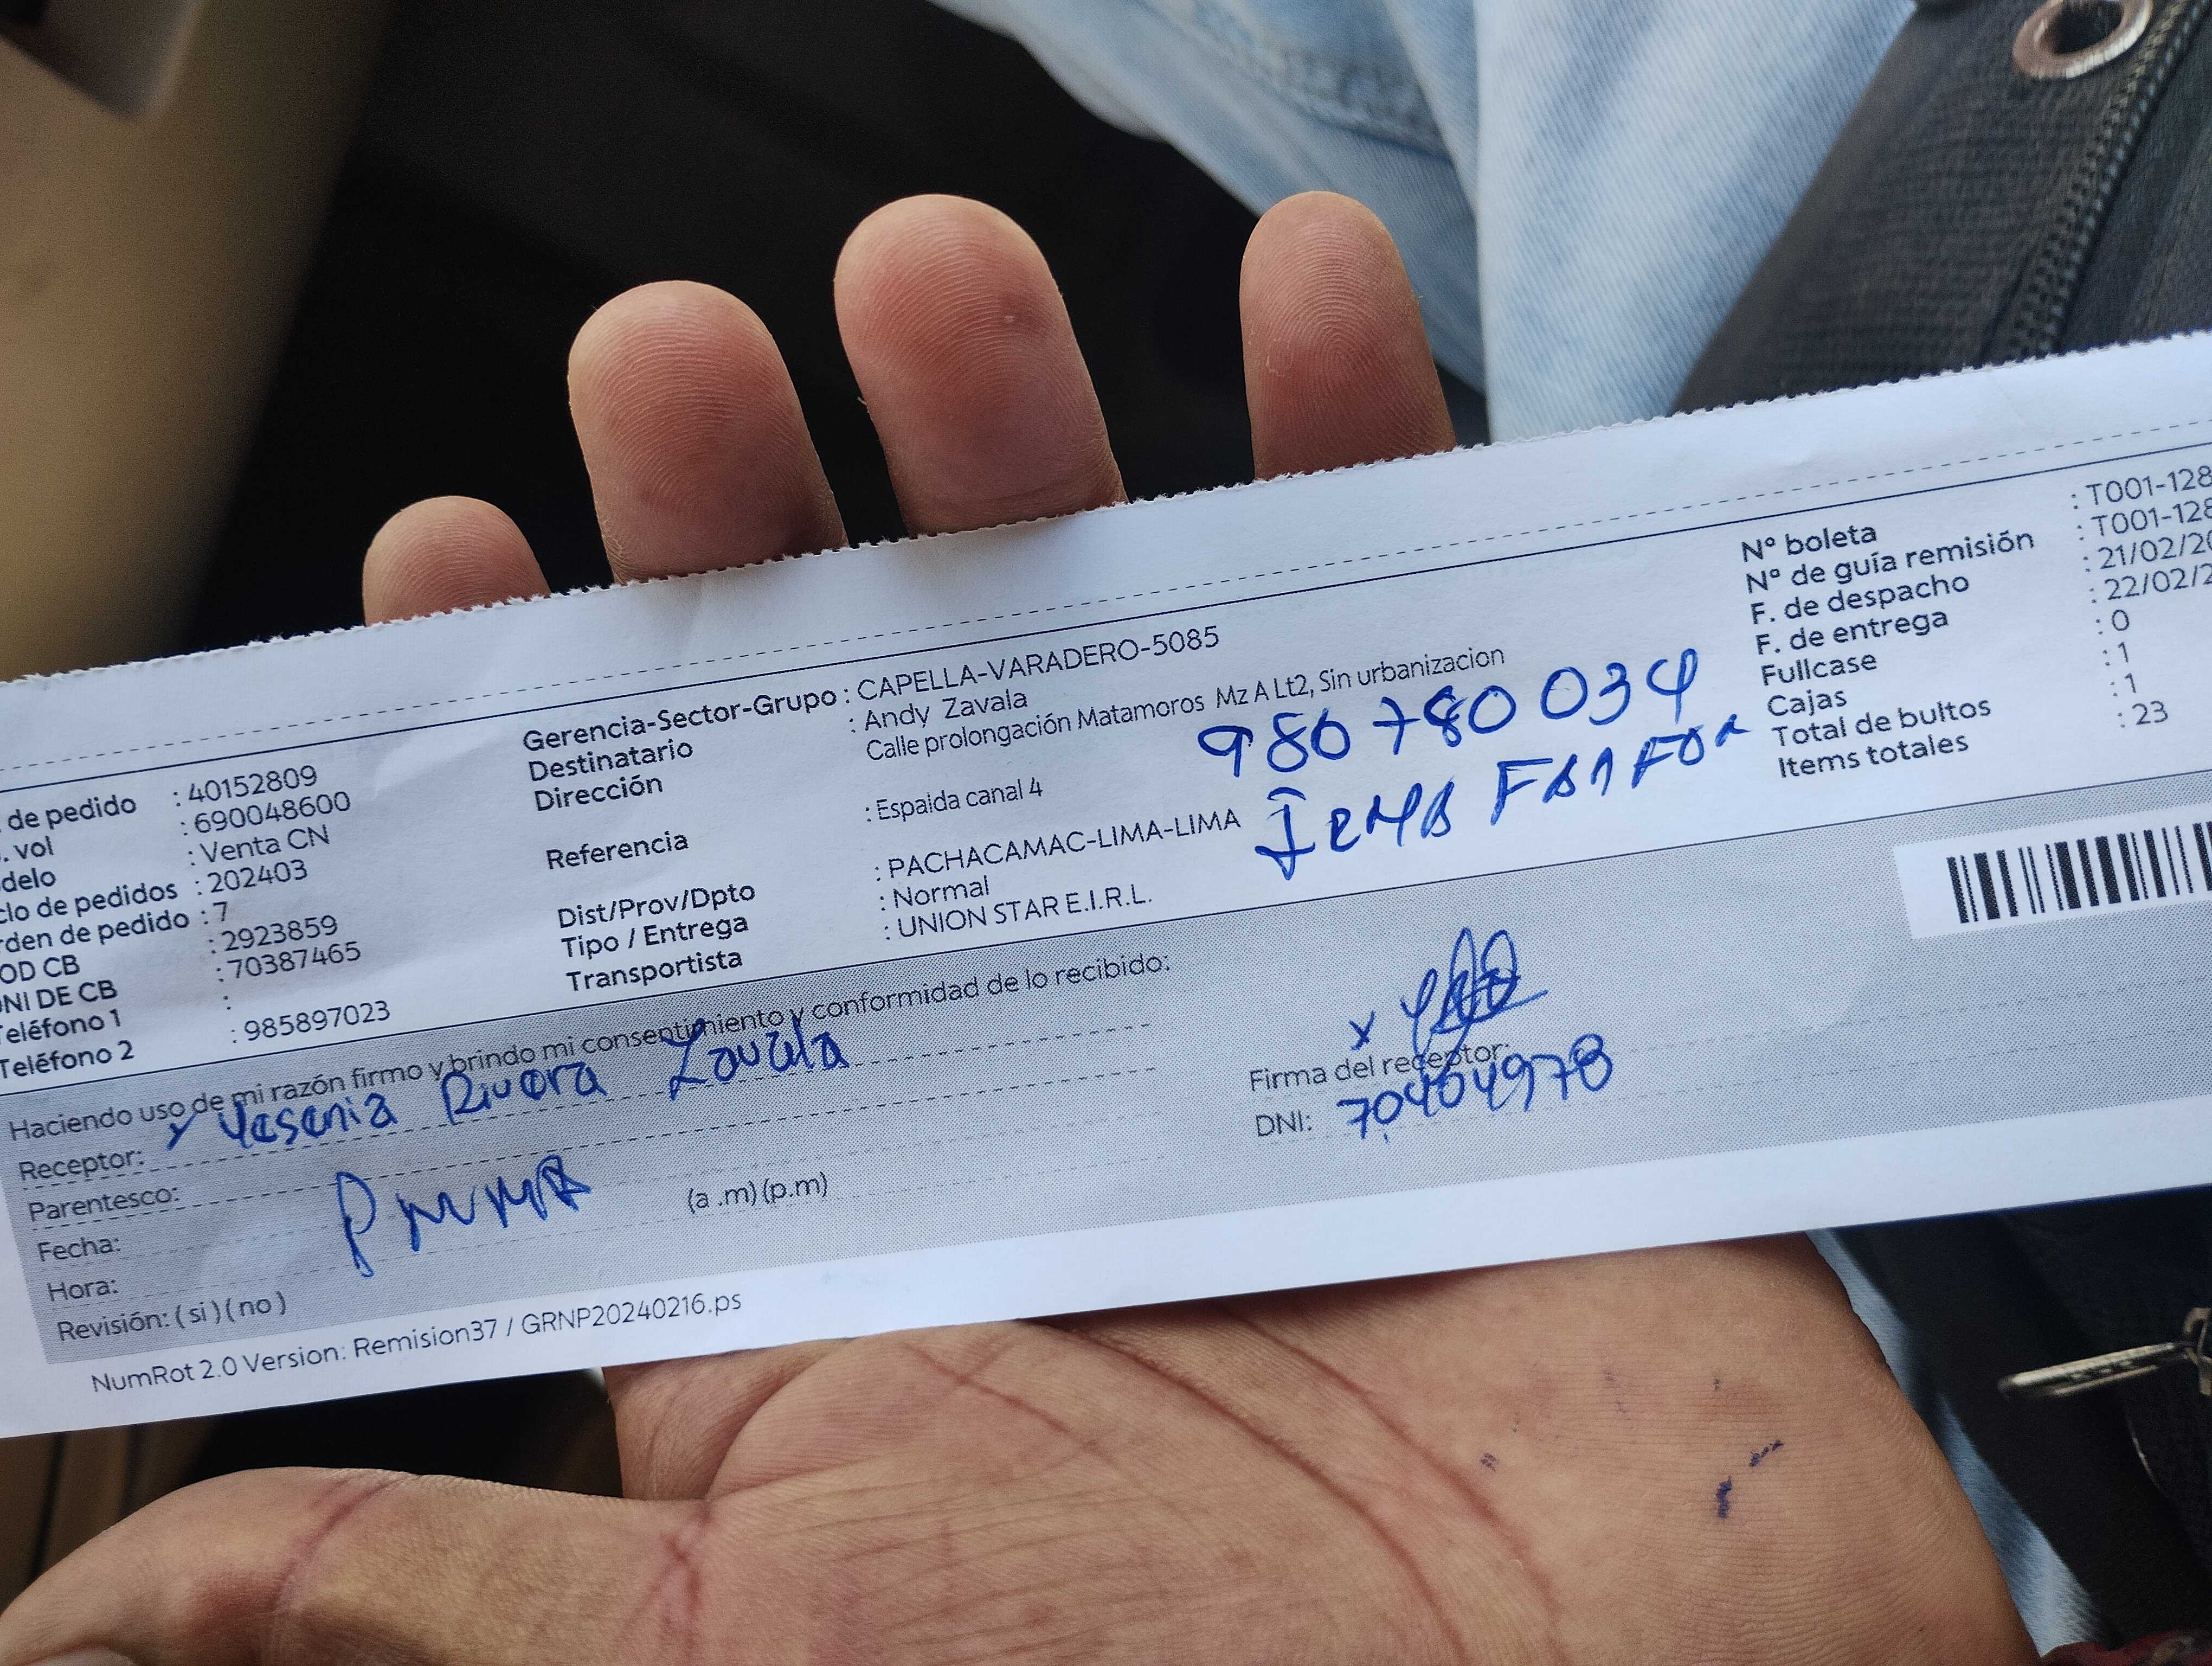 de pedido : 40152809
. vol : 690048600
delo : Venta CN
clo de pedidos : 202403
rden de pedido : 7
OD CB : 2923859
NI DE CB : 70387465
Teléfono 1 :
Teléfono 2 : 985897023
Gerencia-Sector-Grupo : CAPELLA-VARADERO-5085
Destinatario : Andy Zavala
Dirección Calle prolongación Matamoros Mz A Lt2, Sin urbanizacion
Referencia : Espalda canal 4
Dist/Prov/Dpto : PACHACAMAC-LIMA-LIMA
Tipo / Entrega : Normal
Transportista : UNION STAR E.I.R.L.
980780034
IRMA
N° boleta : T001-128
N° de guía remisión : T001-128
F. de despacho : 21/02/20
F. de entrega : 22/02/2
Fullcase : 0
Cajas : 1
Total de bultos : 1
Items totales : 23
Haciendo uso de mi razón firmo y brindo mi consentimiento y conformidad de lo recibido:
Receptor: x Yesenia Rivera Zavala
Parentesco:
Fecha:
Hora: (a .m) (p.m)
Revisión: ( si ) ( no )
x
Firma del receptor:
DNI: 70404978
NumRot 2.0 Version: Remision37 / GRNP20240216.ps